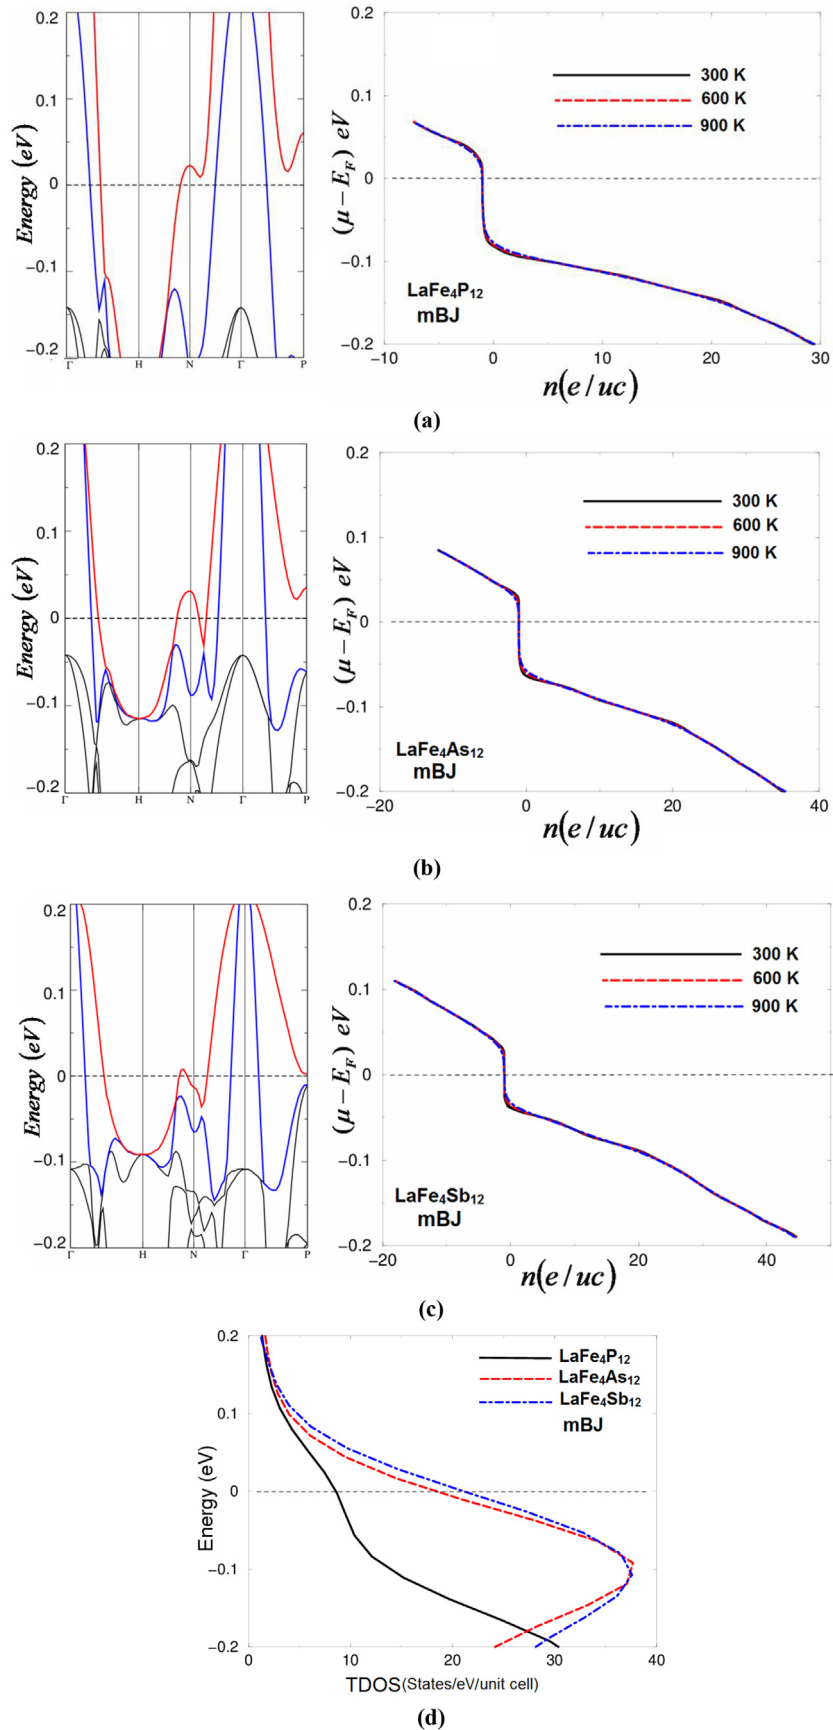 0.2
0.1
0
-0.1
-0.2
Energy (eV)
Γ H N Γ P
0.1
0
−0.1
−0.2
(μ − E_F) eV
300 K
600 K
900 K
LaFe₄P₁₂
mBJ
−10 0 10 20 30
n(e/uc)
(a)
0.2
0.1
0
-0.1
-0.2
Energy (eV)
Γ H N Γ P
0.2
0.1
0
−0.1
−0.2
(μ − E_F) eV
300 K
600 K
900 K
LaFe₄As₁₂
mBJ
−20 0 20 40
n(e/uc)
(b)
0.2
0.1
0
-0.1
-0.2
Energy (eV)
Γ H N Γ P
0.2
0.1
0
−0.1
−0.2
(μ − E_F) eV
300 K
600 K
900 K
LaFe₄Sb₁₂
mBJ
−20 0 20 40
n(e/uc)
(c)
0.2
0.1
0
−0.1
−0.2
Energy (eV)
LaFe₄P₁₂
LaFe₄As₁₂
LaFe₄Sb₁₂
mBJ
0 10 20 30 40
TDOS(States/eV/unit cell)
(d)